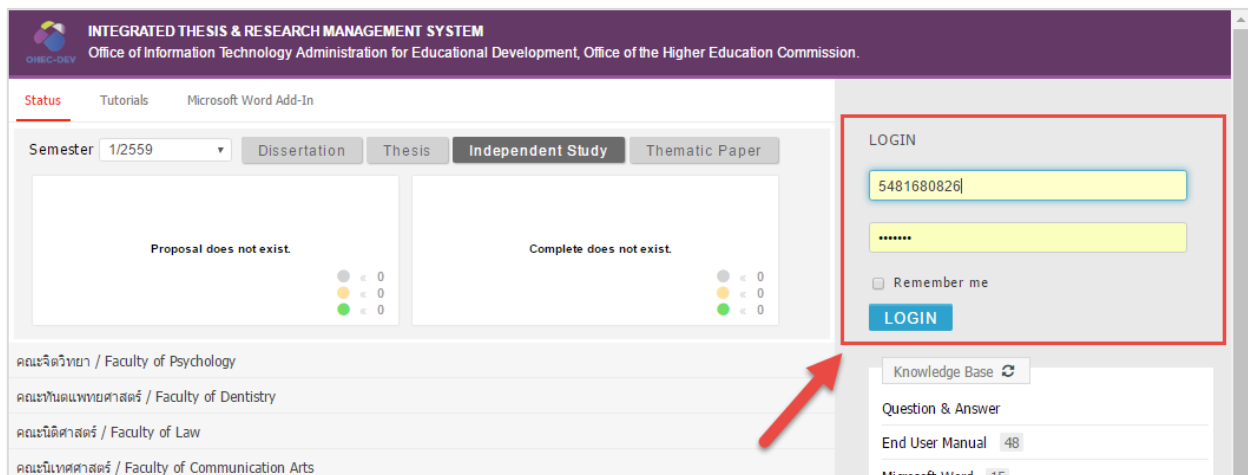 INTEGRATED THESIS & RESEARCH MANAGEMENT SYSTEM
Office of Information Technology Administration for Educational Development, Office of the Higher Education Commission.
OHEC-DEV
Status Tutorials Microsoft Word Add-In
Semester 1/2559 Dissertation Thesis Independent Study Thematic Paper
Proposal does not exist.
« 0
« 0
« 0
Complete does not exist.
« 0
« 0
« 0
คณะจิตวิทยา / Faculty of Psychology
คณะทันตแพทยศาสตร์ / Faculty of Dentistry
คณะนิติศาสตร์ / Faculty of Law
คณะนิเทศศาสตร์ / Faculty of Communication Arts
LOGIN
5481680826
•••••••
Remember me
LOGIN
Knowledge Base
Question & Answer
End User Manual 48
Microsoft Word 15